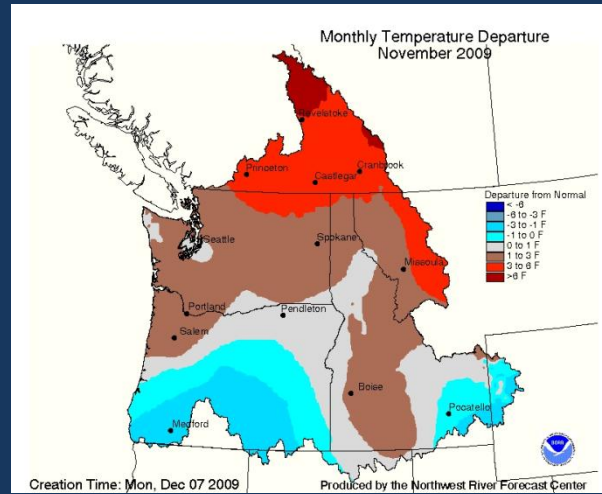 Monthly Temperature Departure
November 2009
Revelstoke
Princeton
Cranbrook
Castlegar
Departure from Normal
< -6
-6 to -3 F
-3 to -1 F
-1 to 0 F
0 to 1 F
1 to 3 F
3 to 6 F
>6 F
Seattle
Spokane
Missoula
Portland
Pendleton
Salem
Boise
Pocatello
Medford
Creation Time: Mon, Dec 07 2009
Produced by the Northwest River Forecast Center